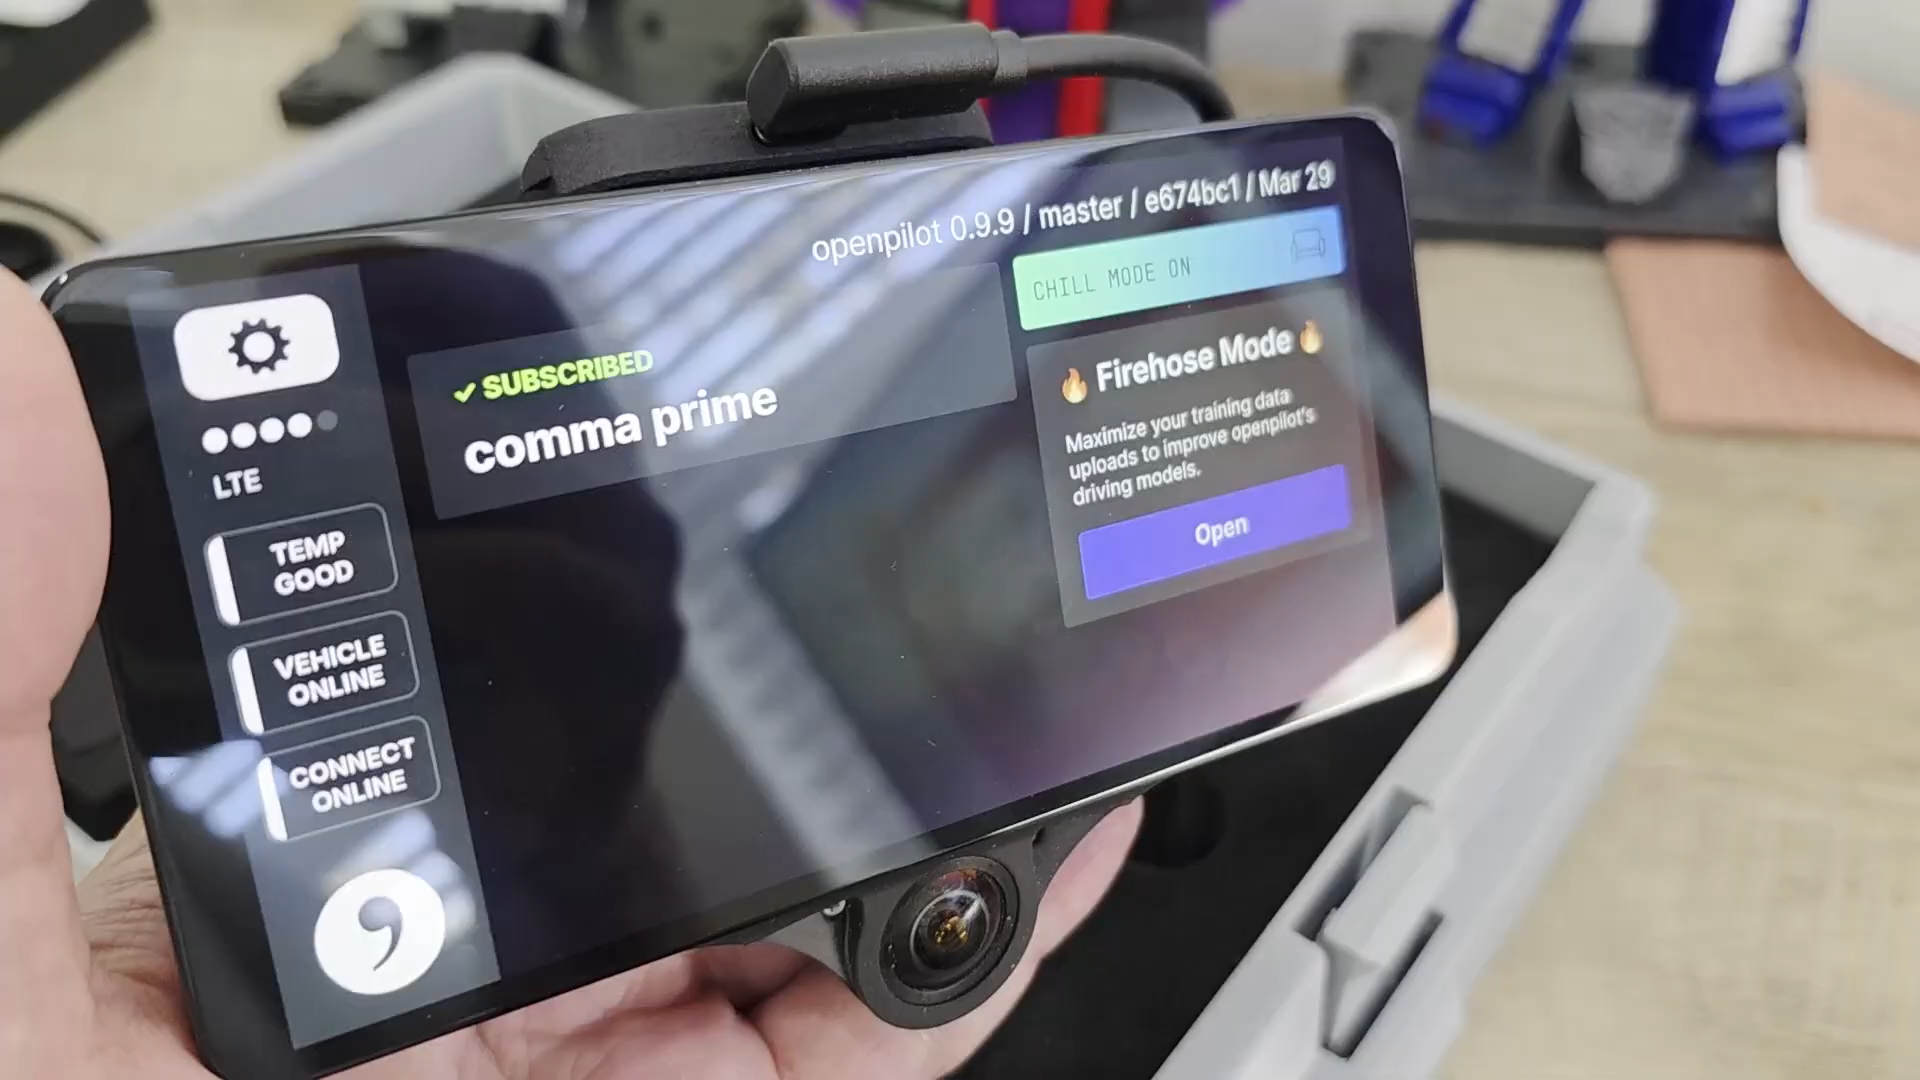 openpilot 0.9.9 / master / e674bc1 / Mar 29
LTE
TEMP
GOOD
VEHICLE
ONLINE
CONNECT
ONLINE
✓ SUBSCRIBED
comma prime
CHILL MODE ON
🔥 Firehose Mode 🔥
Maximize your training data
uploads to improve openpilot's
driving models.
Open